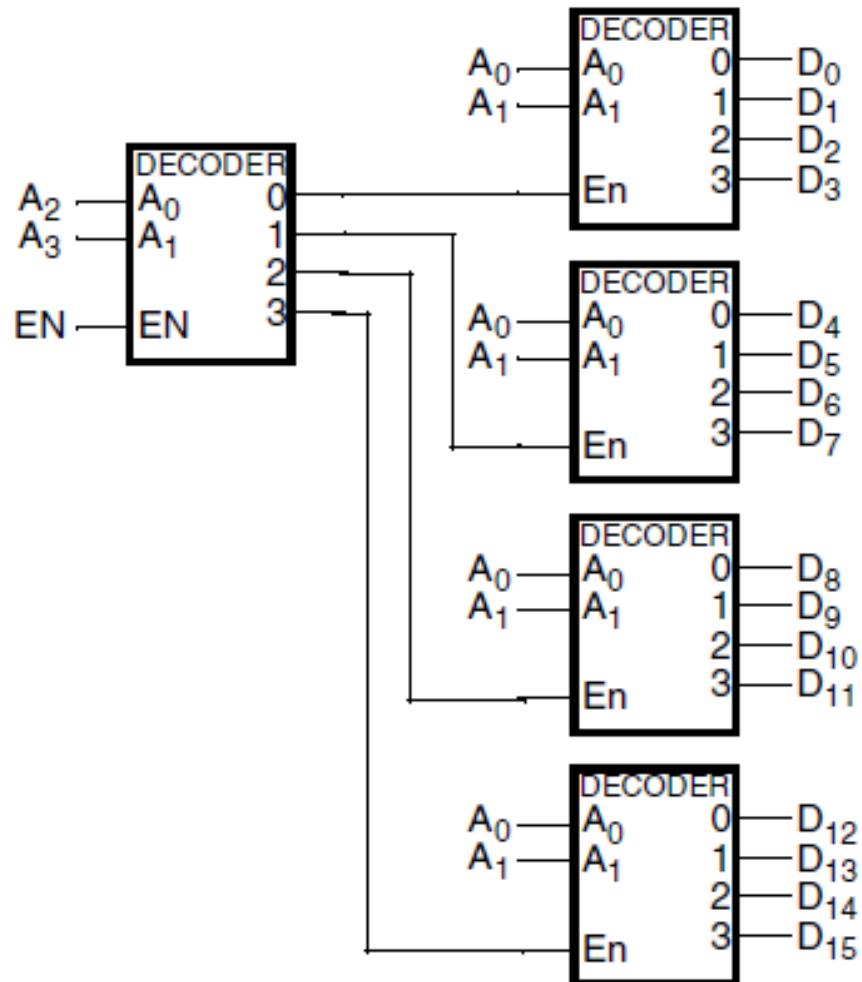 DECODER
A₀ A₀ 0 D₀
A₁ A₁ 1 D₁
2 D₂
En 3 D₃
DECODER
A₂ A₀ 0
A₃ A₁ 1
2
EN EN 3
DECODER
A₀ A₀ 0 D₄
A₁ A₁ 1 D₅
2 D₆
En 3 D₇
DECODER
A₀ A₀ 0 D₈
A₁ A₁ 1 D₉
2 D₁₀
En 3 D₁₁
DECODER
A₀ A₀ 0 D₁₂
A₁ A₁ 1 D₁₃
2 D₁₄
En 3 D₁₅